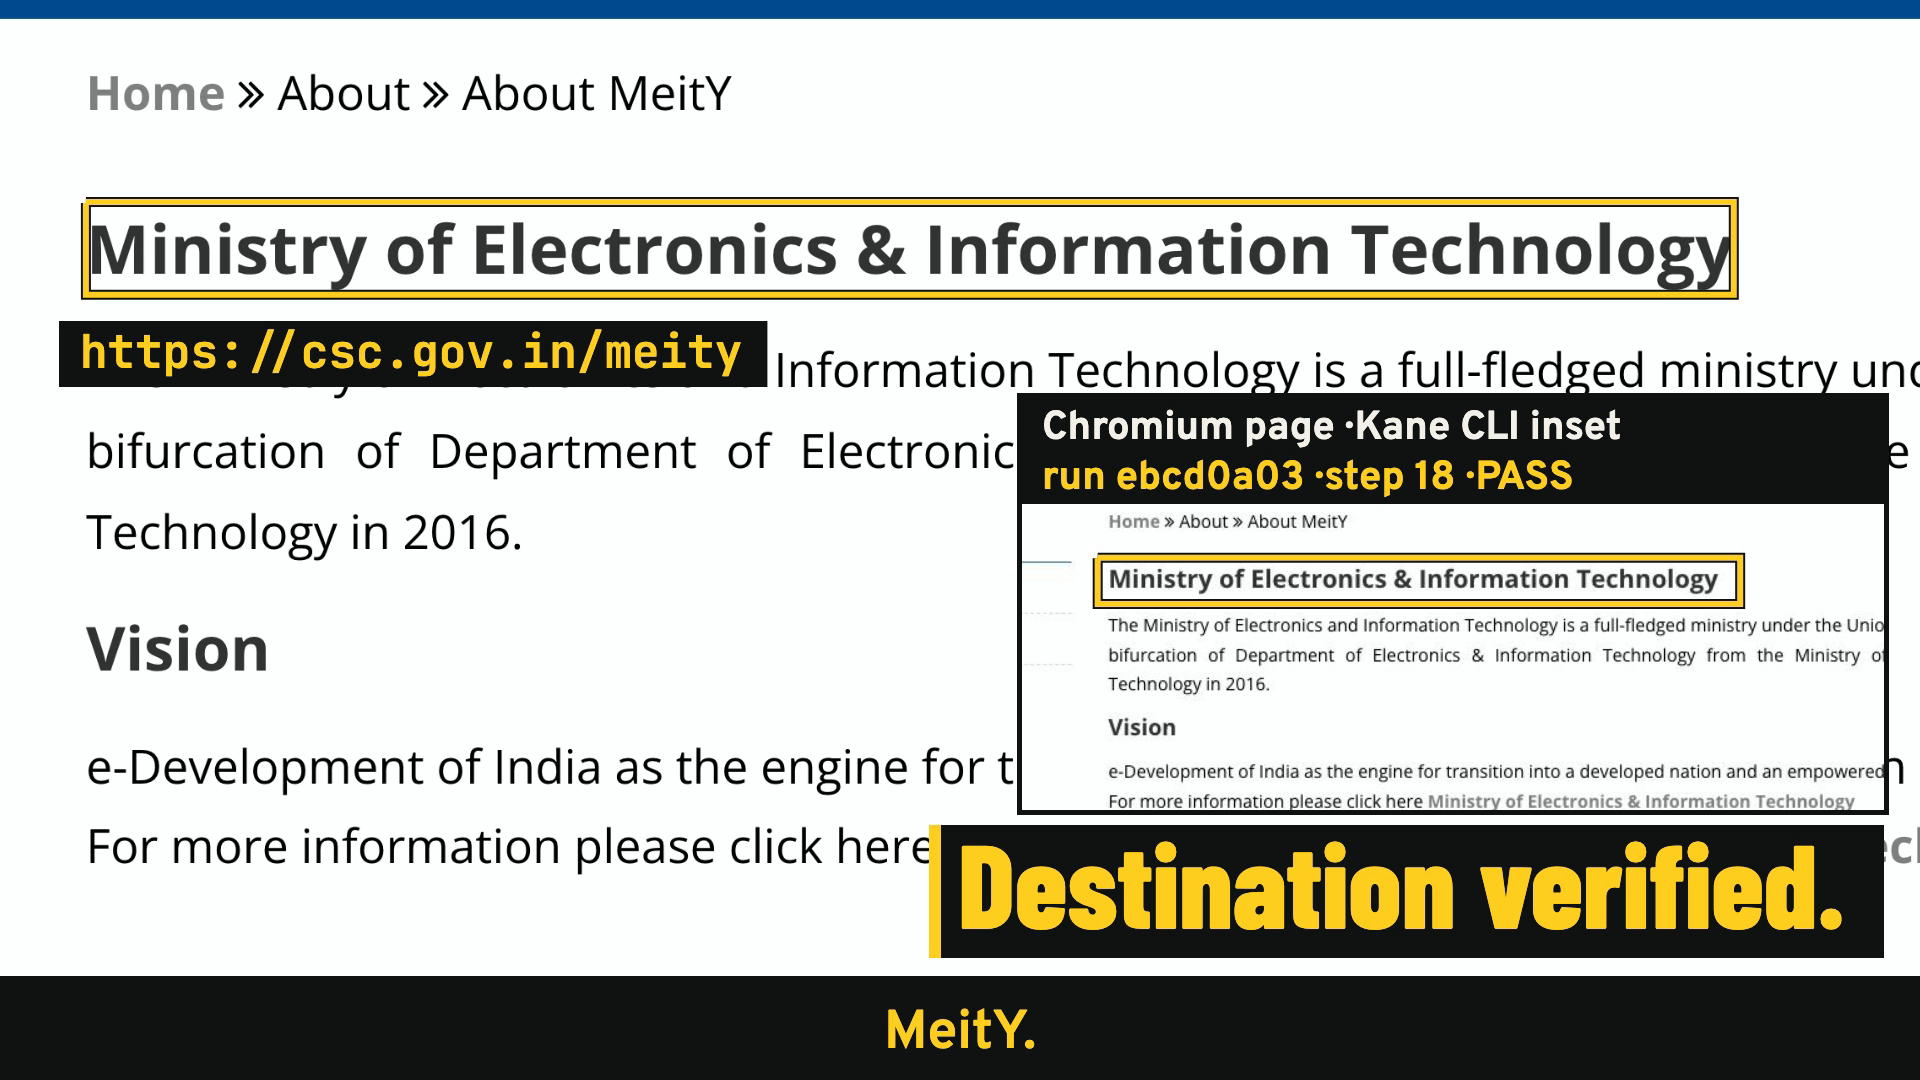 Home » About » About MeitY
Ministry of Electronics & Information Technology
https://csc.gov.in/meity
Information Technology is a full-fledged ministry
bifurcation of Department of
Technology in 2016.
Vision
e-Development of India as the engine for
For more information please click here
Chromium page ·Kane CLI inset
run ebcd0a03 ·step 18 ·PASS
Home » About » About MeitY
Ministry of Electronics & Information Technology
The Ministry of Electronics and Information Technology is a full-fledged ministry under the
bifurcation of Department of Electronics & Information Technology from the Ministry of
Technology in 2016.
Vision
e-Development of India as the engine for transition into a developed nation and an empowered
For more information please click here Ministry of Electronics & Information Technology
Destination verified.
MeitY.